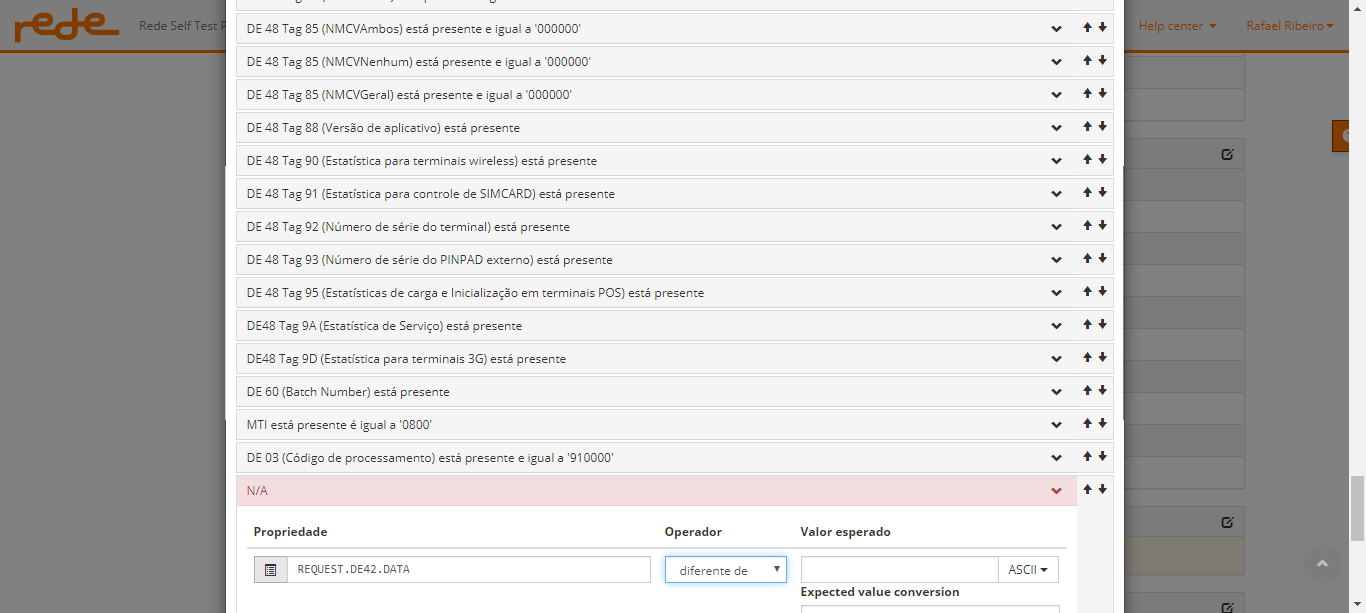 rede
Rede Self Test P
Help center
Rafael Ribeiro
DE 48 Tag 85 (NMCVAmbos) está presente e igual a '000000'
DE 48 Tag 85 (NMCVNenhum) está presente e igual a '000000'
DE 48 Tag 85 (NMCVGeral) está presente e igual a '000000'
DE 48 Tag 88 (Versão de aplicativo) está presente
DE 48 Tag 90 (Estatística para terminais wireless) está presente
DE 48 Tag 91 (Estatística para controle de SIMCARD) está presente
DE 48 Tag 92 (Número de série do terminal) está presente
DE 48 Tag 93 (Número de série do PINPAD externo) está presente
DE 48 Tag 95 (Estatísticas de carga e Inicialização em terminais POS) está presente
DE48 Tag 9A (Estatística de Serviço) está presente
DE48 Tag 9D (Estatística para terminais 3G) está presente
DE 60 (Batch Number) está presente
MTI está presente é igual a '0800'
DE 03 (Código de processamento) está presente e igual a '910000'
N/A
Propriedade Operador Valor esperado
REQUEST.DE42.DATA diferente de ASCII
Expected value conversion